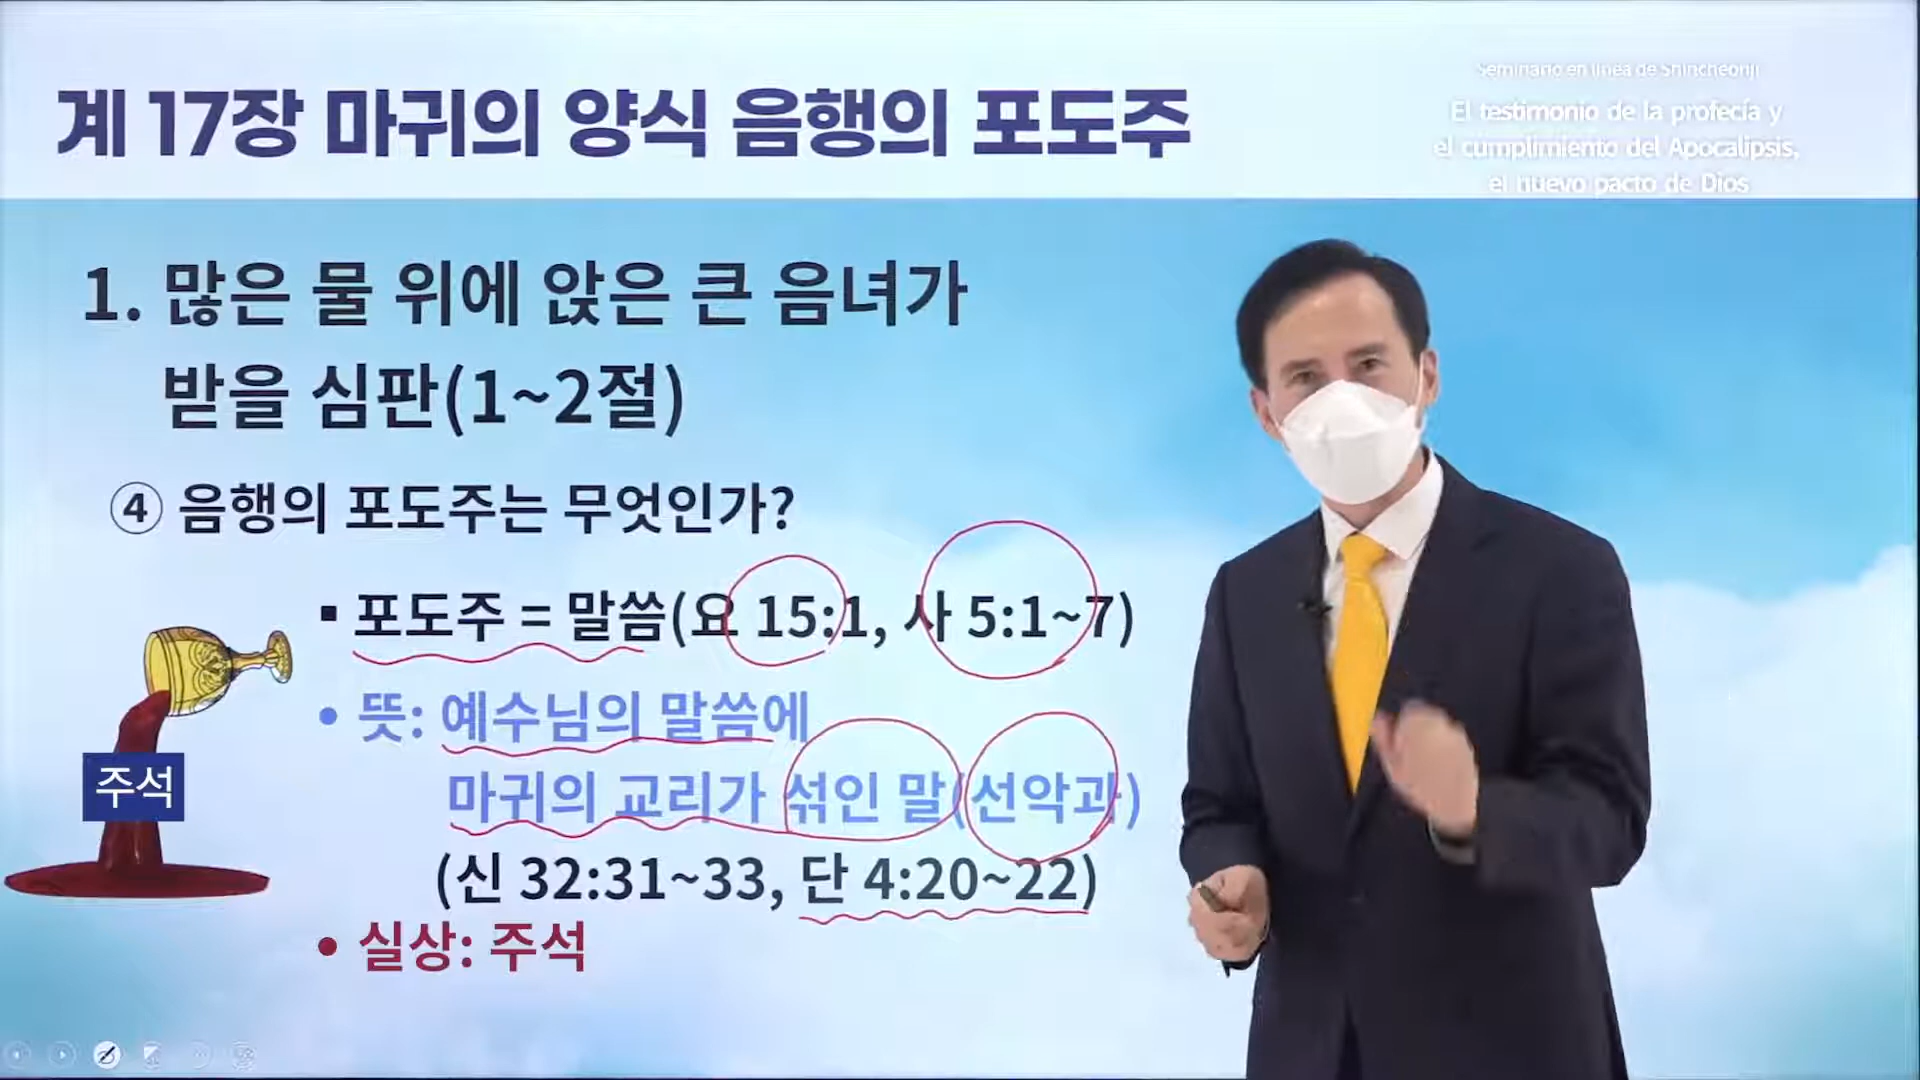 계 17장 마귀의 양식 음행의 포도주
Seminario en línea de Shincheonji
El testimonio de la profecía y
el cumplimiento del Apocalipsis,
el nuevo pacto de Dios
1. 많은 물 위에 앉은 큰 음녀가
받을 심판(1~2절)
④ 음행의 포도주는 무엇인가?
▪ 포도주 = 말씀(요 15:1, 사 5:1~7)
• 뜻: 예수님의 말씀에
마귀의 교리가 섞인 말(선악과)
(신 32:31~33, 단 4:20~22)
주석
• 실상: 주석